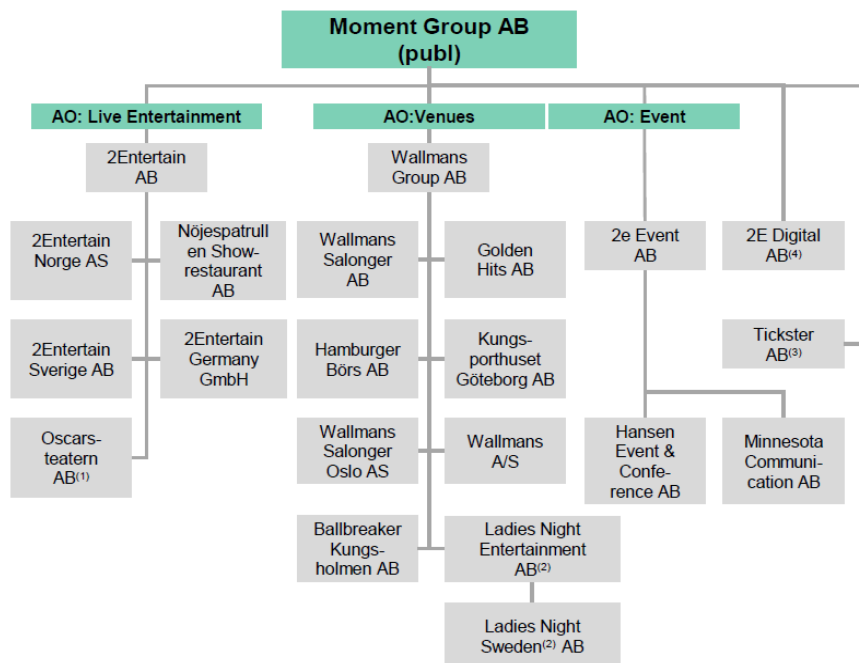 Moment Group AB
(publ)
AO: Live Entertainment
AO:Venues
AO: Event
2Entertain
AB
Wallmans
Group AB
2Entertain
Norge AS
Nöjespatrull
en Show-
restaurant
AB
Wallmans
Salonger
AB
Golden
Hits AB
2e Event
AB
2E Digital
AB(4)
2Entertain
Sverige AB
2Entertain
Germany
GmbH
Hamburger
Börs AB
Kungs-
porthuset
Göteborg AB
Tickster
AB(3)
Oscars-
teatern
AB(1)
Wallmans
Salonger
Oslo AS
Wallmans
A/S
Hansen
Event &
Confe-
rence AB
Minnesota
Communi-
cation AB
Ballbreaker
Kungs-
holmen AB
Ladies Night
Entertainment
AB(2)
Ladies Night
Sweden(2) AB